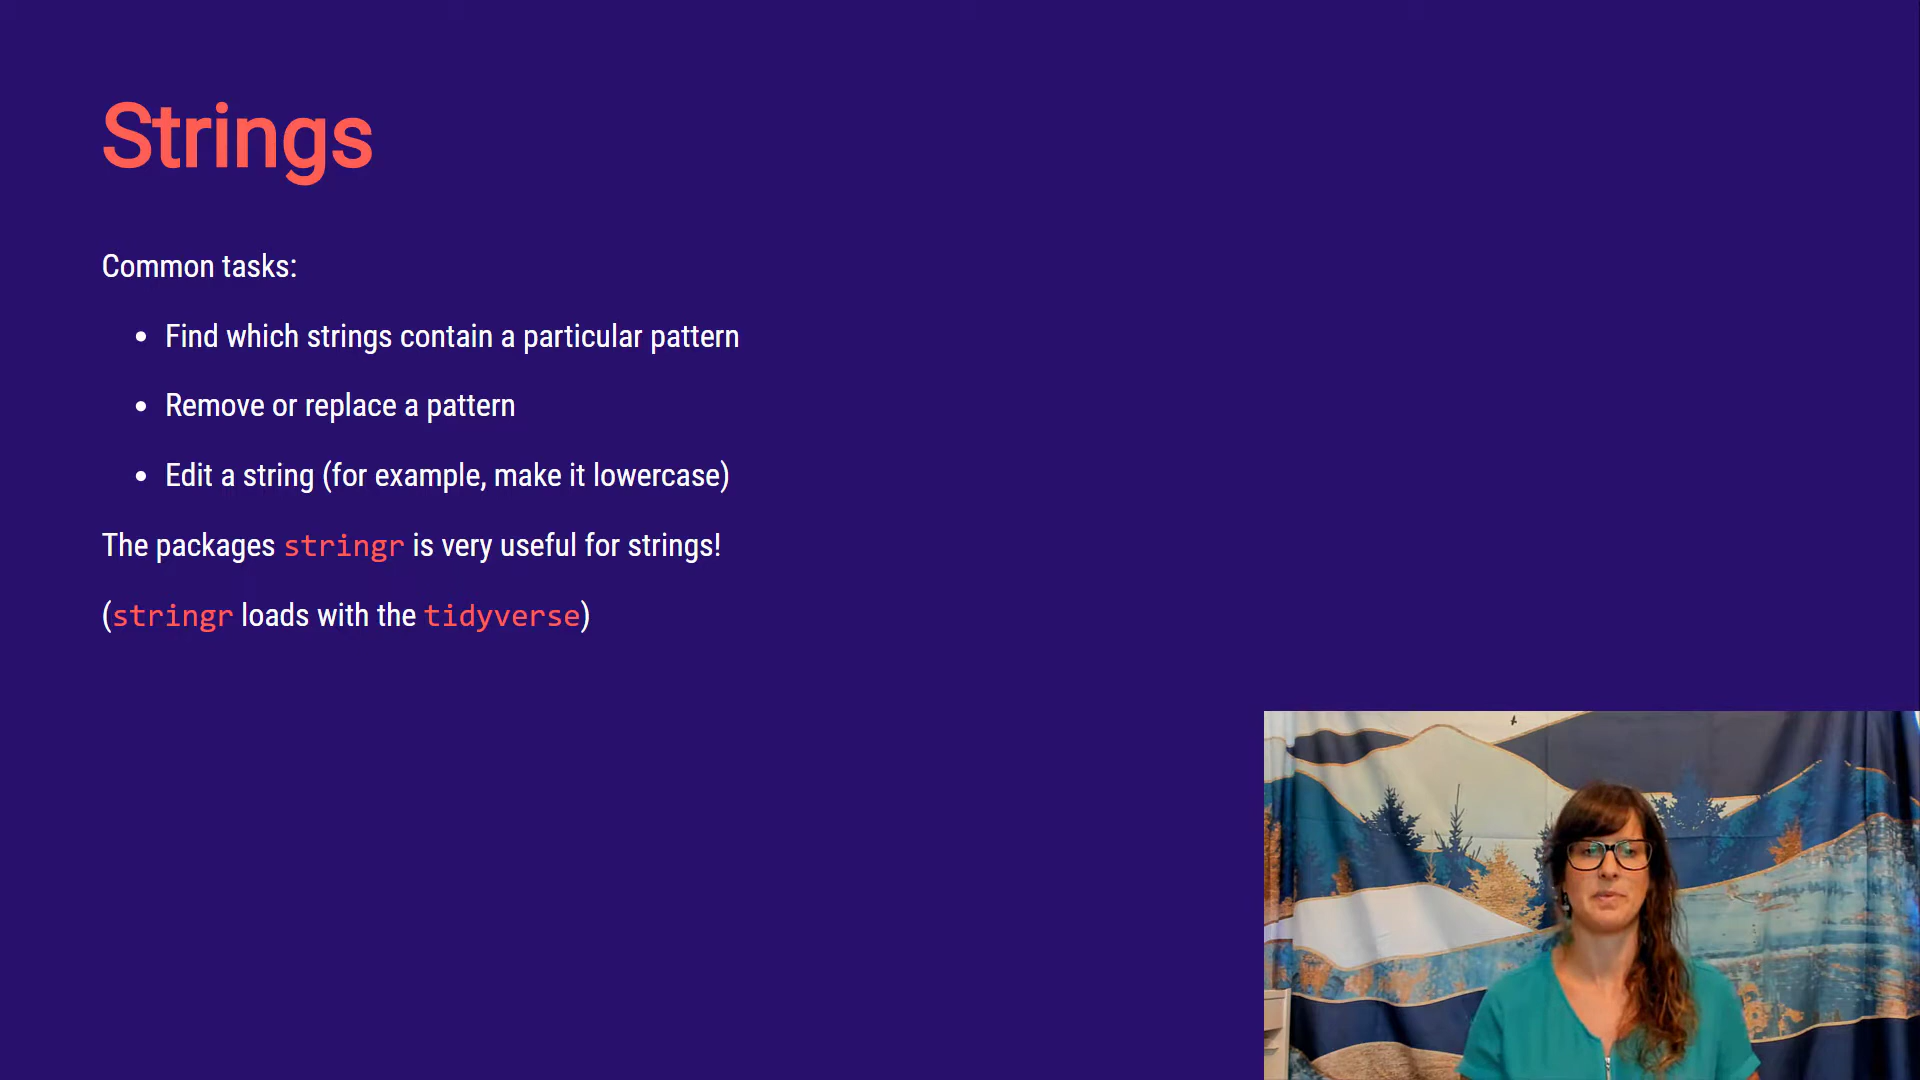 Strings
Common tasks:
• Find which strings contain a particular pattern
• Remove or replace a pattern
• Edit a string (for example, make it lowercase)
The packages stringr is very useful for strings!
(stringr loads with the tidyverse)